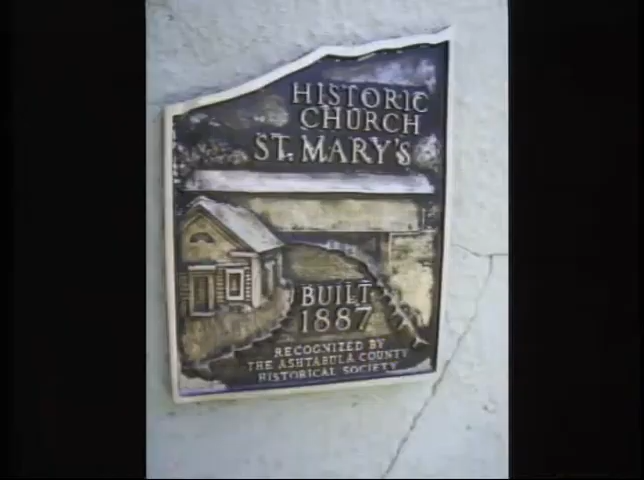 HISTORIC
CHURCH
ST. MARY'S
BUILT
1887
RECOGNIZED BY
THE ASHTABULA COUNTY
HISTORICAL SOCIETY